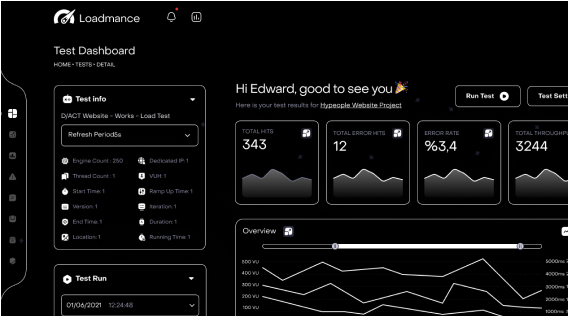 Loadmance
Test Dashboard
HOME • TESTS • DETAIL
Test info
D/ACT Website - Works - Load Test
Refresh Period5s
Engine Count : 250
Dedicated IP: 1
Thread Count : 1
VUH: 1
Start Time: 1
Ramp Up Time: 1
Version: 1
Iteration: 1
End Time: 1
Duration: 1
Location: 1
Running Time: 1
Test Run
01/06/2021 12:24:48
Hi Edward, good to see you 🎉
Here is your test results for Hypeople Website Project
Run Test
Test Sett
TOTAL HITS
343
TOTAL ERROR HITS
12
ERROR RATE
%3,4
TOTAL THROUGHP
3244
Overview
500 VU
400 VU
300 VU
200 VU
100 VU
5000ms
4000ms
3000ms
2000ms
1000ms